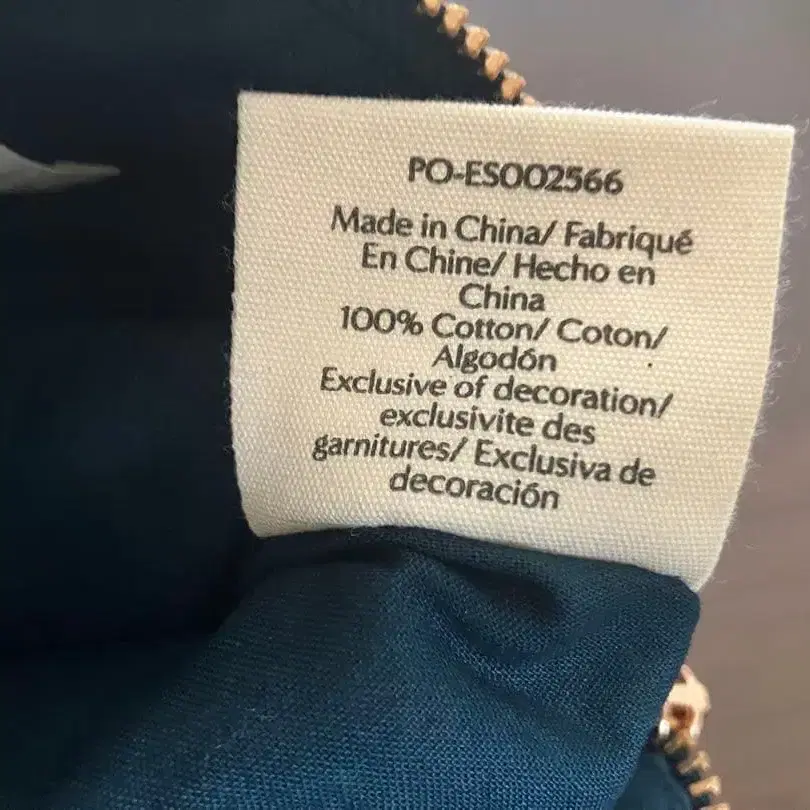 PO-ES002566
Made in China/ Fabriqué
En Chine/ Hecho en
China
100% Cotton/ Coton/
Algodón
Exclusive of decoration/
exclusivite des
garnitures/ Exclusiva de
decoración